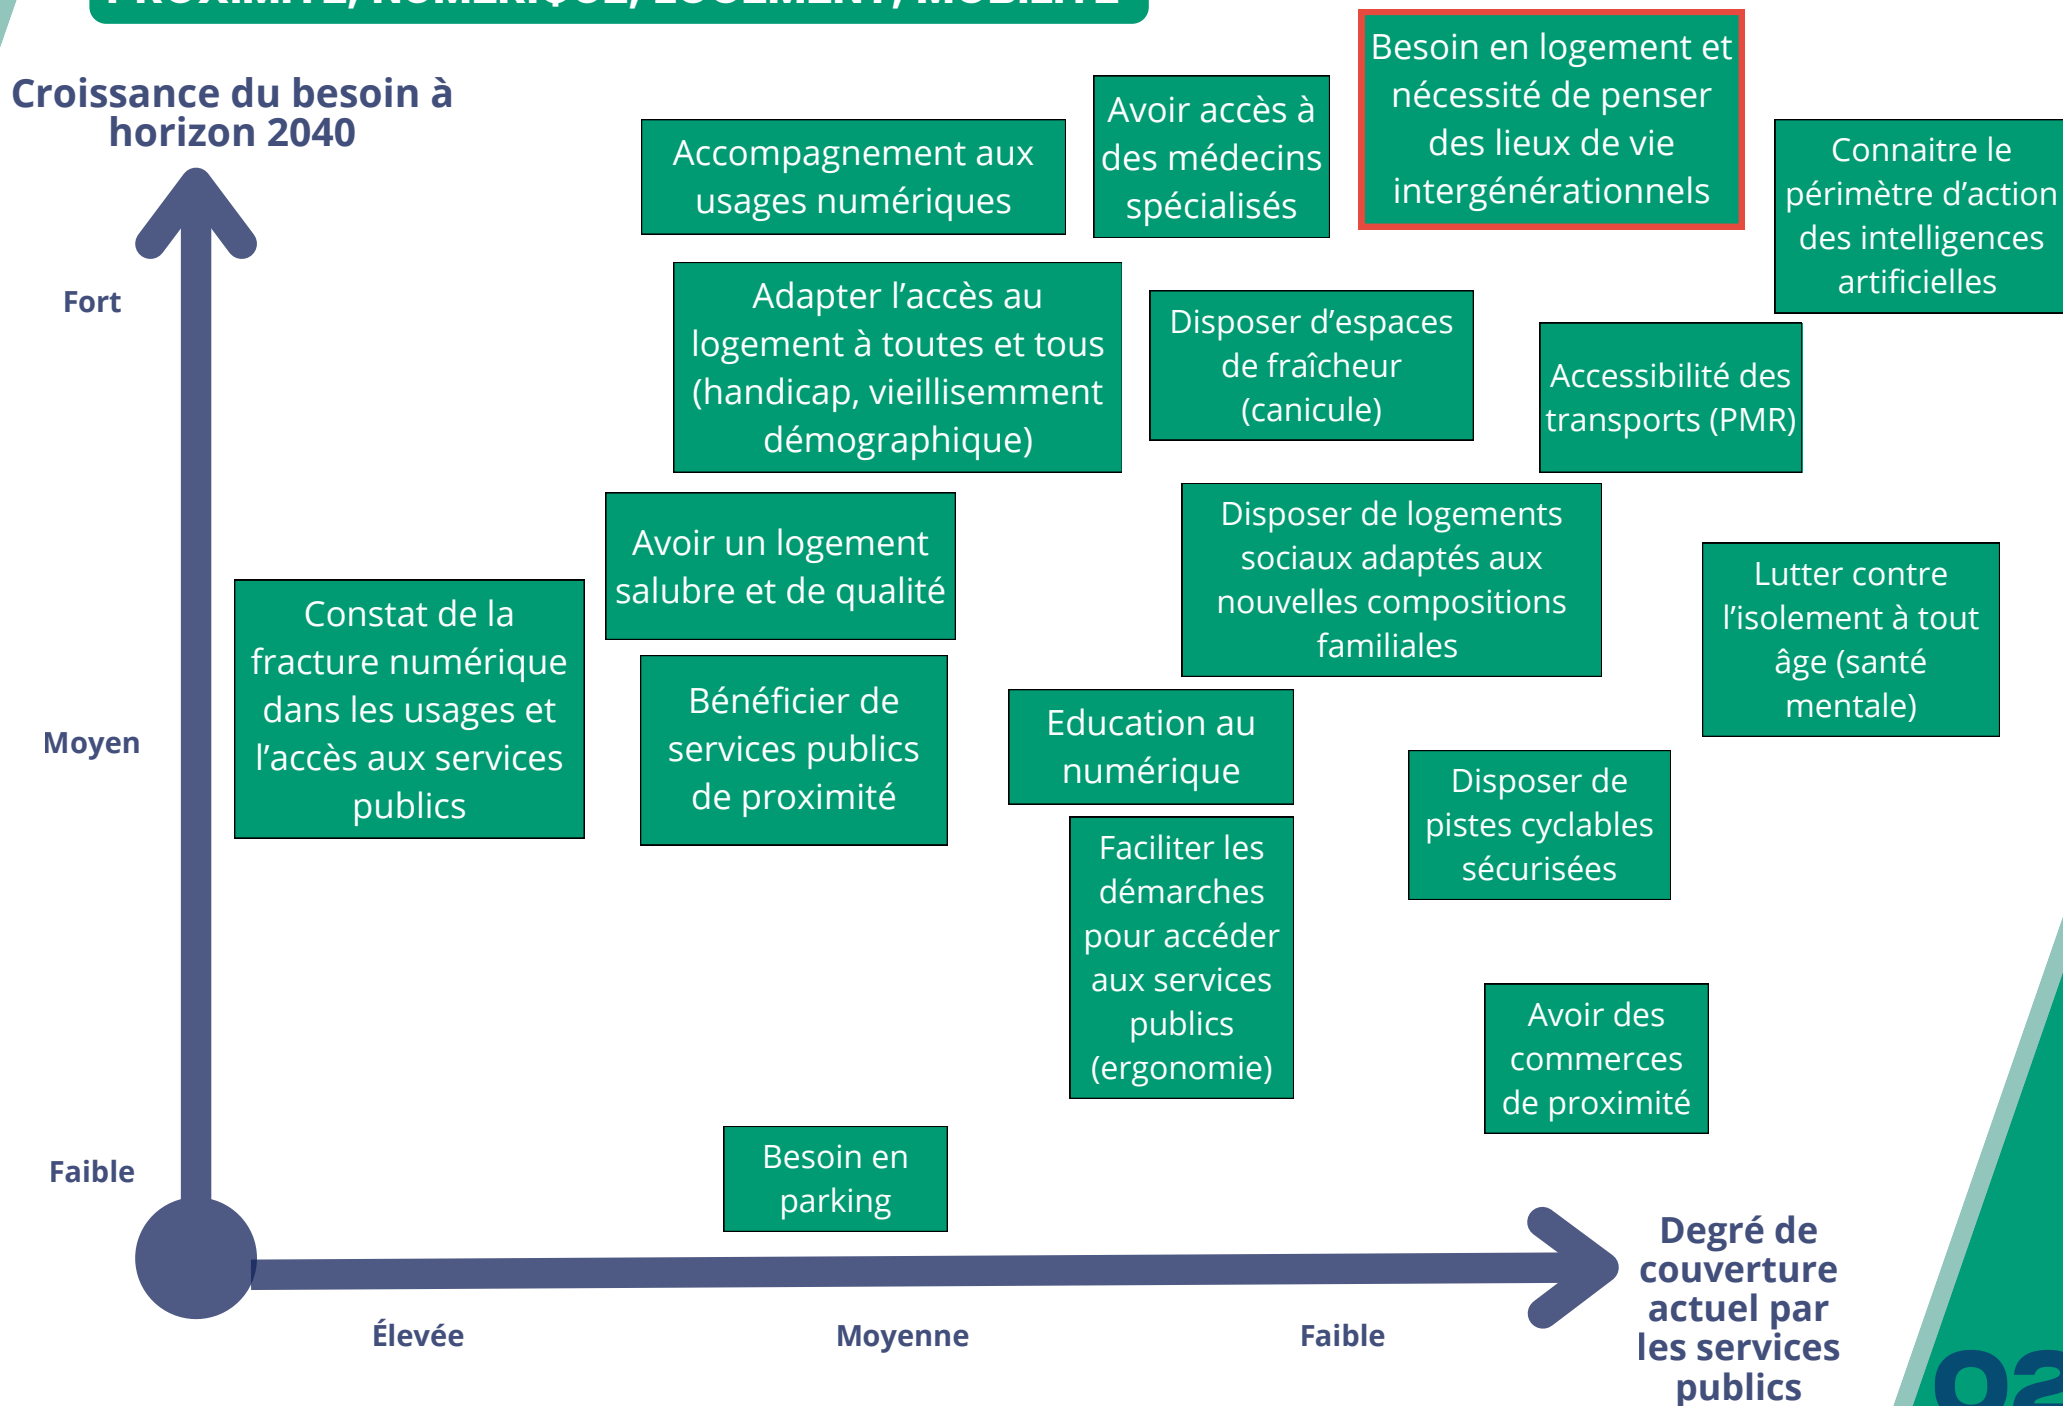 PROXIMITÉ, NUMÉRIQUE, LOGEMENT, MOBILITÉ
Croissance du besoin à
horizon 2040
Fort
Moyen
Faible
Besoin en logement et
nécessité de penser
des lieux de vie
intergénérationnels
Avoir accès à
des médecins
spécialisés
Accompagnement aux
usages numériques
Connaitre le
périmètre d’action
des intelligences
artificielles
Adapter l’accès au
logement à toutes et tous
(handicap, vieillisemment
démographique)
Disposer d’espaces
de fraîcheur
(canicule)
Accessibilité des
transports (PMR)
Avoir un logement
salubre et de qualité
Disposer de logements
sociaux adaptés aux
nouvelles compositions
familiales
Lutter contre
l’isolement à tout
âge (santé
mentale)
Constat de la
fracture numérique
dans les usages et
l’accès aux services
publics
Bénéficier de
services publics
de proximité
Education au
numérique
Disposer de
pistes cyclables
sécurisées
Faciliter les
démarches
pour accéder
aux services
publics
(ergonomie)
Avoir des
commerces
de proximité
Besoin en
parking
Élevée
Moyenne
Faible
Degré de
couverture
actuel par
les services
publics
02